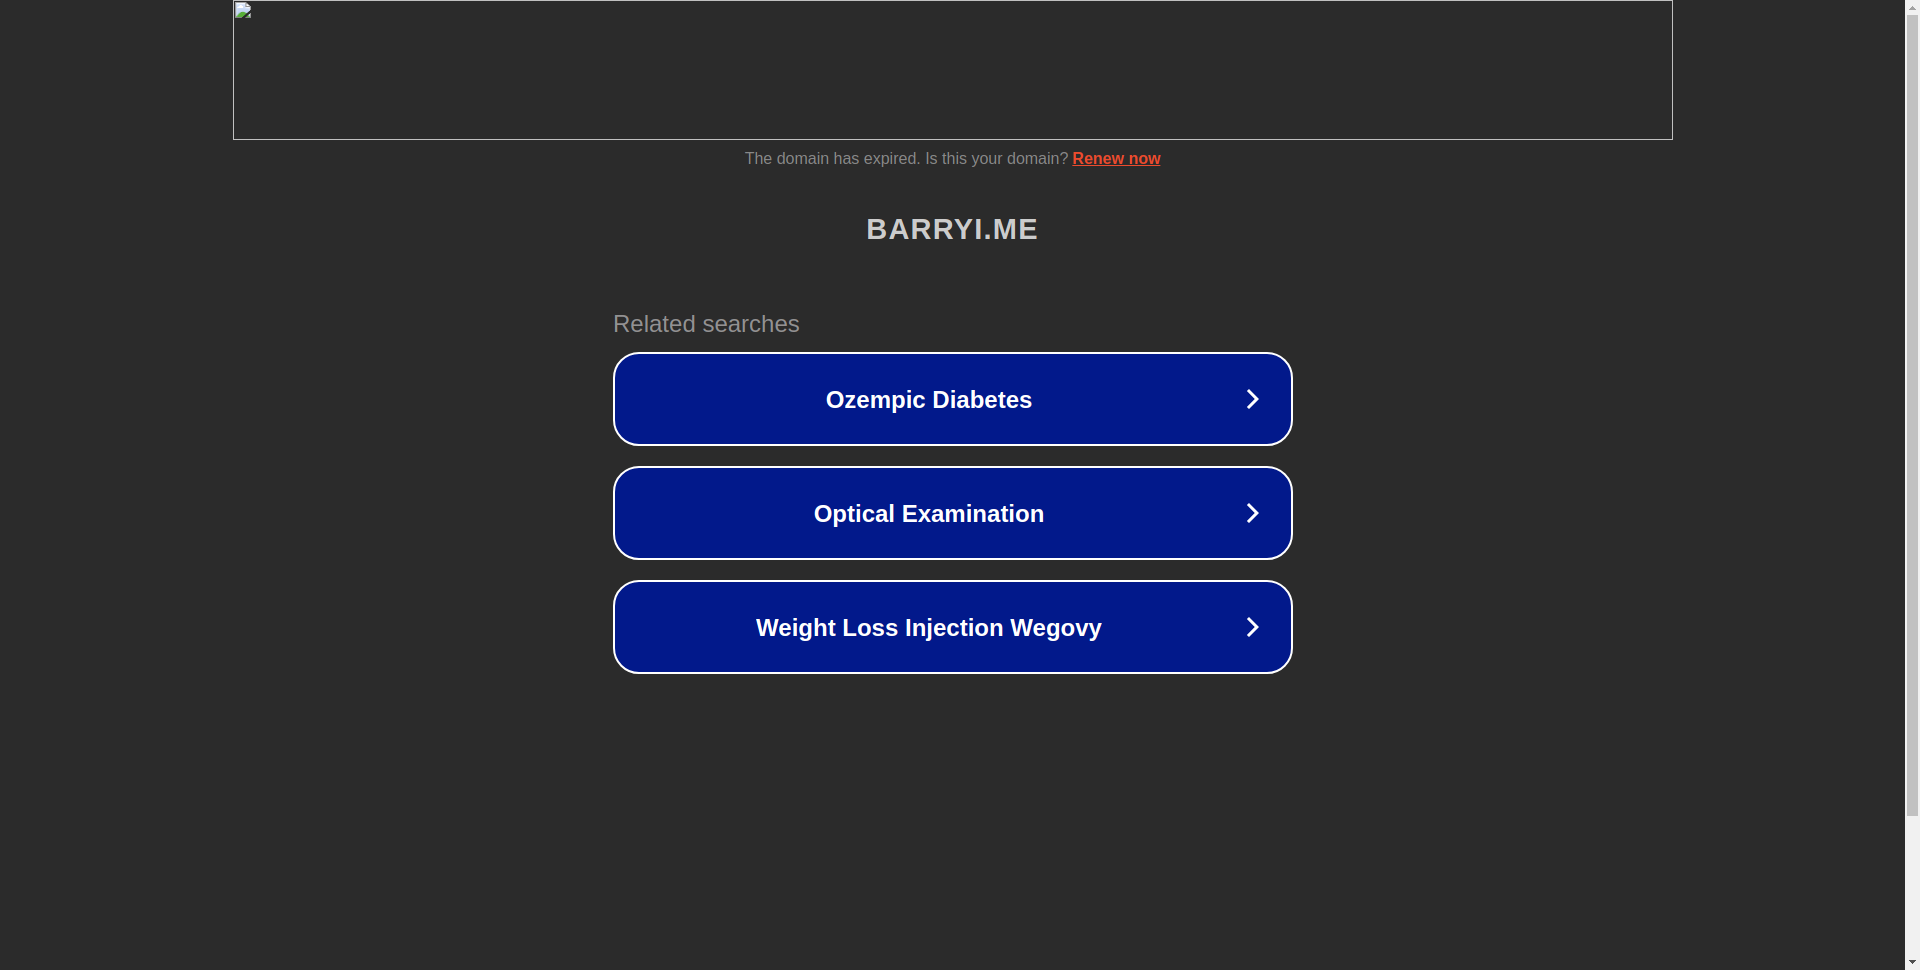 The domain has expired. Is this your domain? Renew now
BARRYI.ME
Related searches
Ozempic Diabetes
Optical Examination
Weight Loss Injection Wegovy